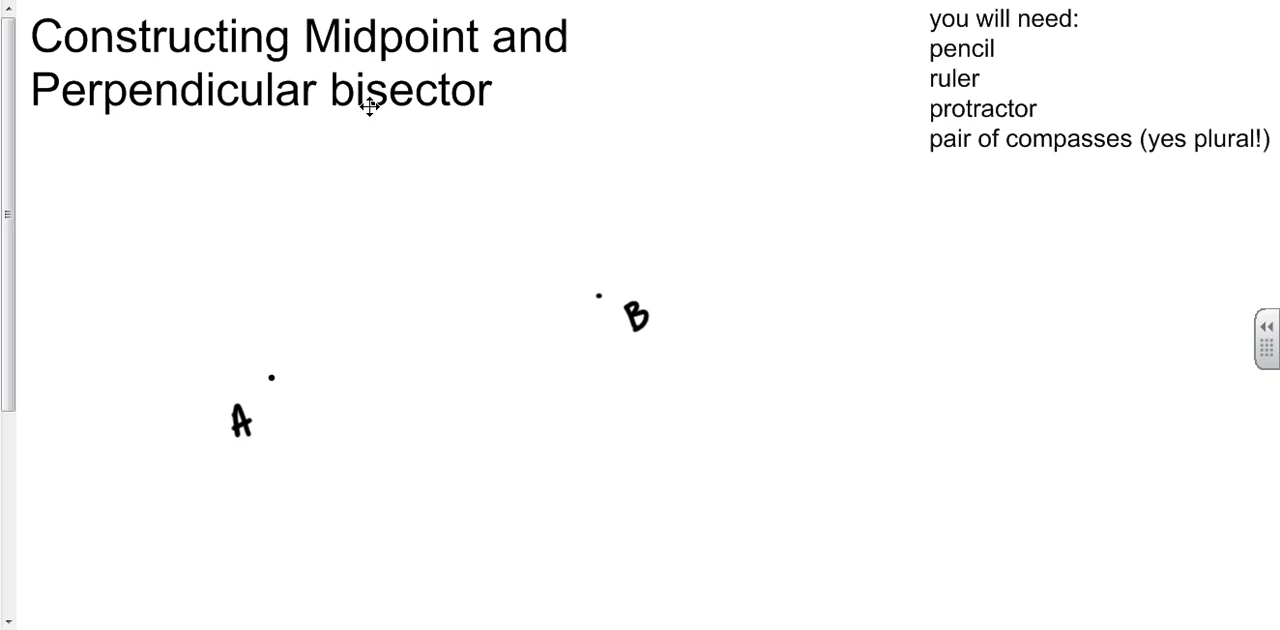 Constructing Midpoint and
Perpendicular bisector
you will need:
pencil
ruler
protractor
pair of compasses (yes plural!)
B
A